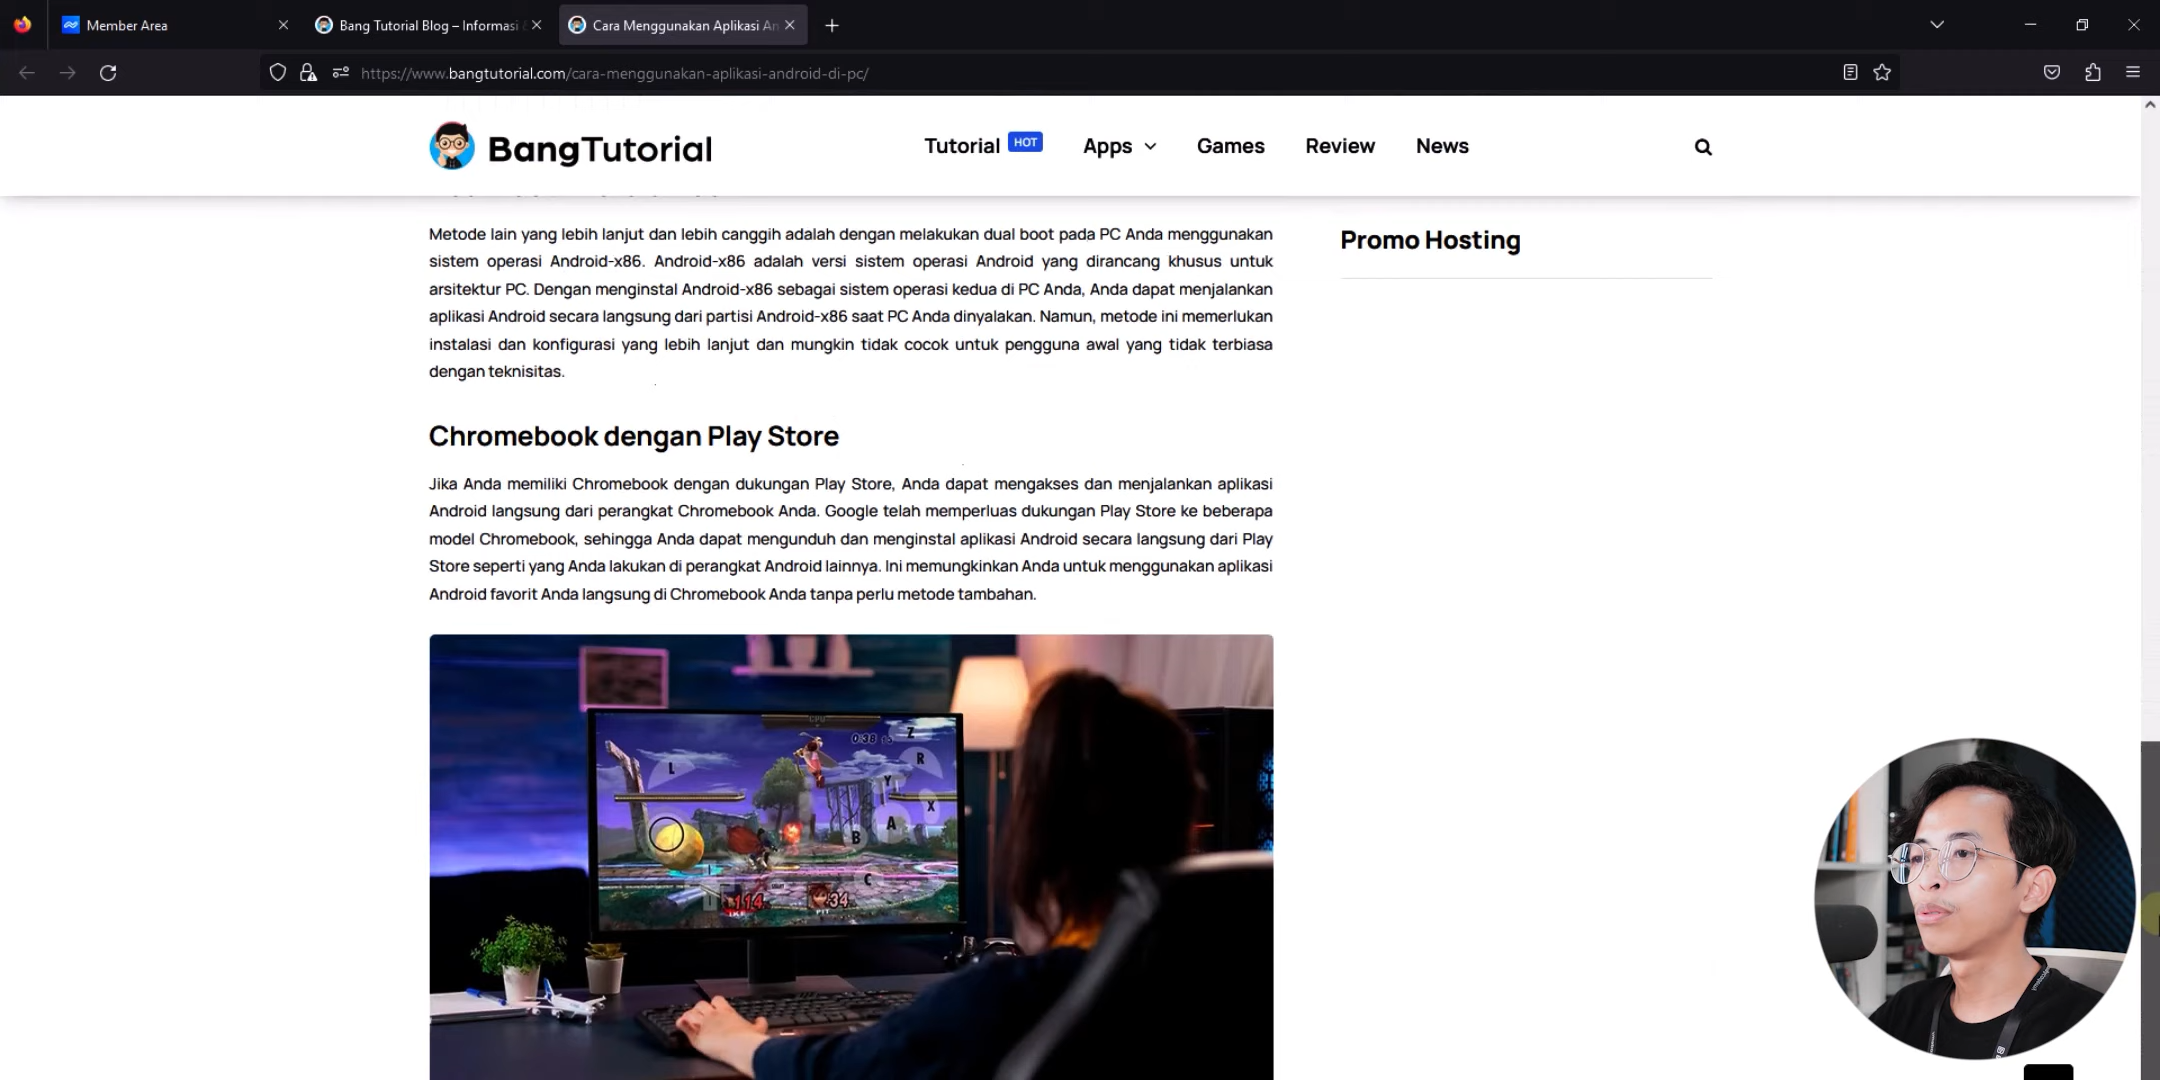 Member Area
Bang Tutorial Blog – Informasi
Cara Menggunakan Aplikasi An
https://www.bangtutorial.com/cara-menggunakan-aplikasi-android-di-pc/
BangTutorial
Tutorial HOT Apps Games Review News
Metode lain yang lebih lanjut dan lebih canggih adalah dengan melakukan dual boot pada PC Anda menggunakan
sistem operasi Android-x86. Android-x86 adalah versi sistem operasi Android yang dirancang khusus untuk
arsitektur PC. Dengan menginstal Android-x86 sebagai sistem operasi kedua di PC Anda, Anda dapat menjalankan
aplikasi Android secara langsung dari partisi Android-x86 saat PC Anda dinyalakan. Namun, metode ini memerlukan
instalasi dan konfigurasi yang lebih lanjut dan mungkin tidak cocok untuk pengguna awal yang tidak terbiasa
dengan teknisitas.
Chromebook dengan Play Store
Jika Anda memiliki Chromebook dengan dukungan Play Store, Anda dapat mengakses dan menjalankan aplikasi
Android langsung dari perangkat Chromebook Anda. Google telah memperluas dukungan Play Store ke beberapa
model Chromebook, sehingga Anda dapat mengunduh dan menginstal aplikasi Android secara langsung dari Play
Store seperti yang Anda lakukan di perangkat Android lainnya. Ini memungkinkan Anda untuk menggunakan aplikasi
Android favorit Anda langsung di Chromebook Anda tanpa perlu metode tambahan.
Promo Hosting
CPU
0:38
Z
L
R
Y
X
A
B
C
114
34
PIT